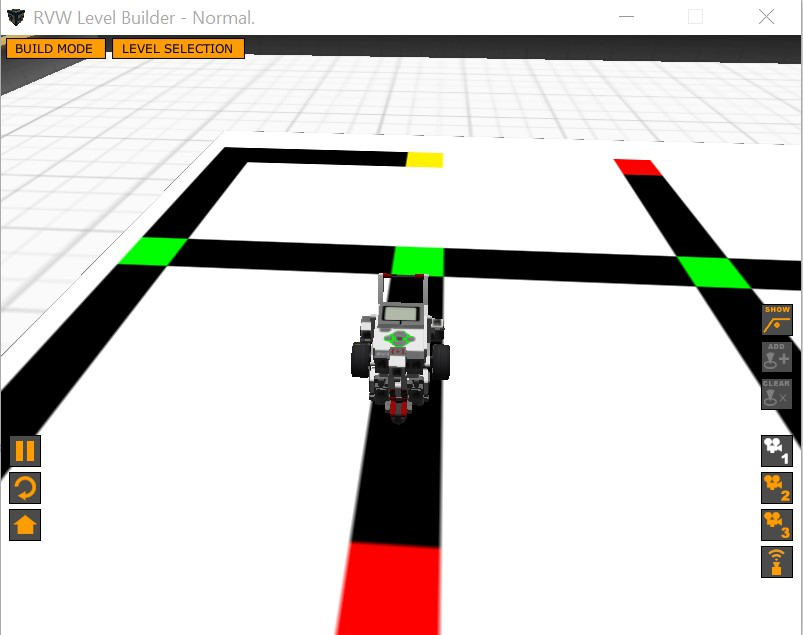 RVW Level Builder - Normal.
BUILD MODE
LEVEL SELECTION
SHOW
ADD
CLEAR
1
2
3